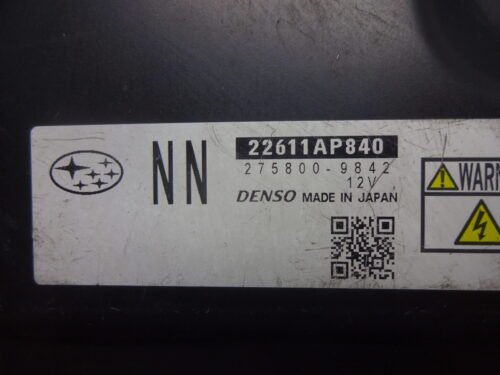 NN
22611AP840
275800-9842
12V
DENSO MADE IN JAPAN
WARN